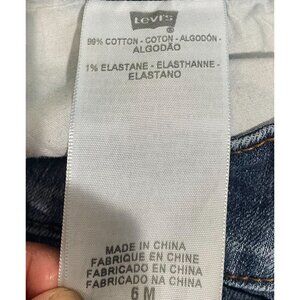 Levi's
®
99% COTTON - COTON - ALGODÓN -
ALGODÃO
1% ELASTANE - ELASTHANNE -
ELASTANO
MADE IN CHINA
FABRIQUE EN CHINE
FABRICADO EN CHINA
FABRICADO NA CHINA
6 M